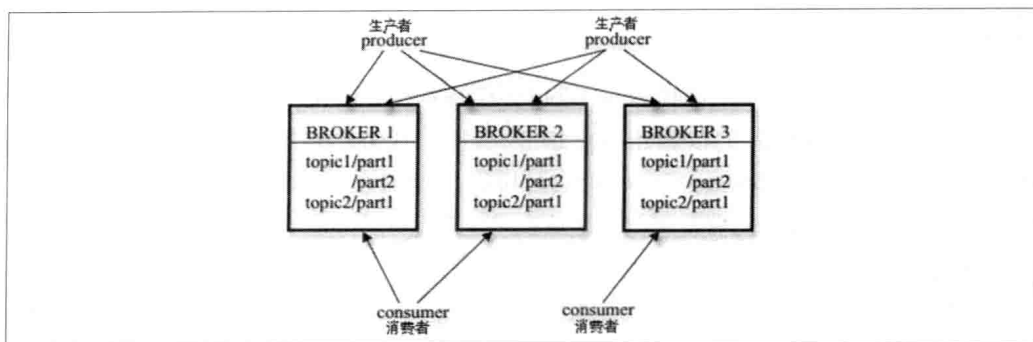 生产者
producer
生产者
producer
BROKER 1
topic1/part1
/part2
topic2/part1
BROKER 2
topic1/part1
/part2
topic2/part1
BROKER 3
topic1/part1
/part2
topic2/part1
consumer
消费者
consumer
消费者